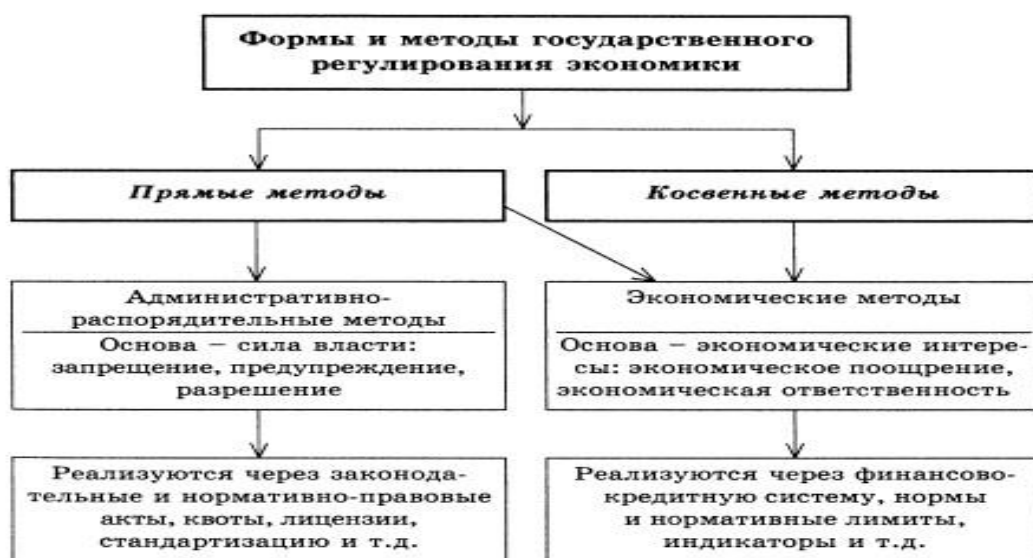 Формы и методы государственного
регулирования экономики
Прямые методы
Косвенные методы
Административно-
распорядительные методы
Основа – сила власти:
запрещение, предупреждение,
разрешение
Экономические методы
Основа – экономические интере-
сы: экономическое поощрение,
экономическая ответственность
Реализуются через законода-
тельные и нормативно-правовые
акты, квоты, лицензии,
стандартизацию и т.д.
Реализуются через финансово-
кредитную систему, нормы
и нормативные лимиты,
индикаторы и т.д.